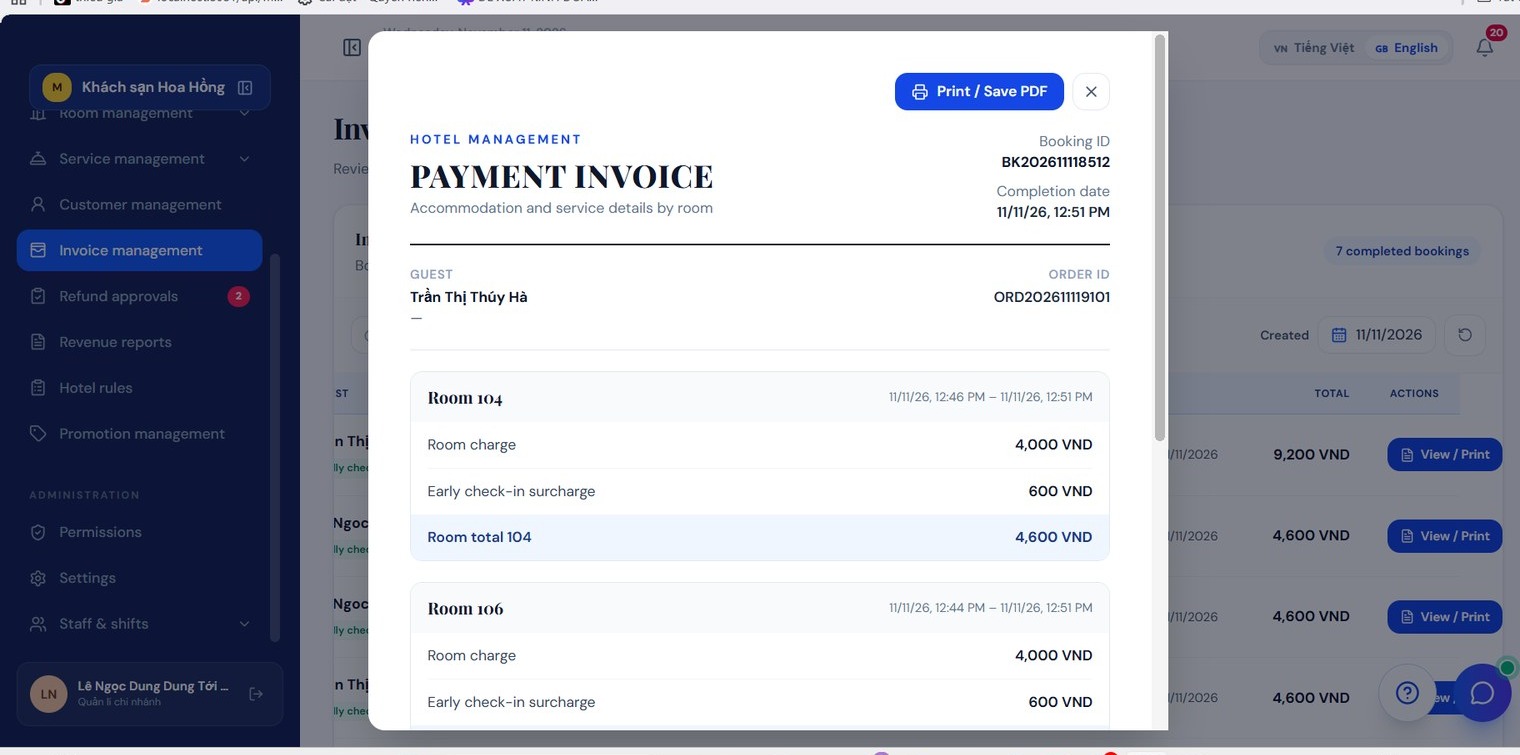 VN Tiếng Việt
GB English
20
M
Khách sạn Hoa Hồng
Room management
Service management
Customer management
Invoice management
Refund approvals
2
Revenue reports
Hotel rules
Promotion management
ADMINISTRATION
Permissions
Settings
Staff & shifts
LN
Lê Ngọc Dung Dung Tới ...
Quản lí chi nhánh
Print / Save PDF
HOTEL MANAGEMENT
PAYMENT INVOICE
Accommodation and service details by room
Booking ID
BK202611118512
Completion date
11/11/26, 12:51 PM
GUEST
Trần Thị Thúy Hà
—
ORDER ID
ORD202611119101
Room 104
11/11/26, 12:46 PM – 11/11/26, 12:51 PM
Room charge
4,000 VND
Early check-in surcharge
600 VND
Room total 104
4,600 VND
Room 106
11/11/26, 12:44 PM – 11/11/26, 12:51 PM
Room charge
4,000 VND
Early check-in surcharge
600 VND
7 completed bookings
Created
11/11/2026
TOTAL
ACTIONS
9,200 VND
View / Print
4,600 VND
View / Print
4,600 VND
View / Print
4,600 VND